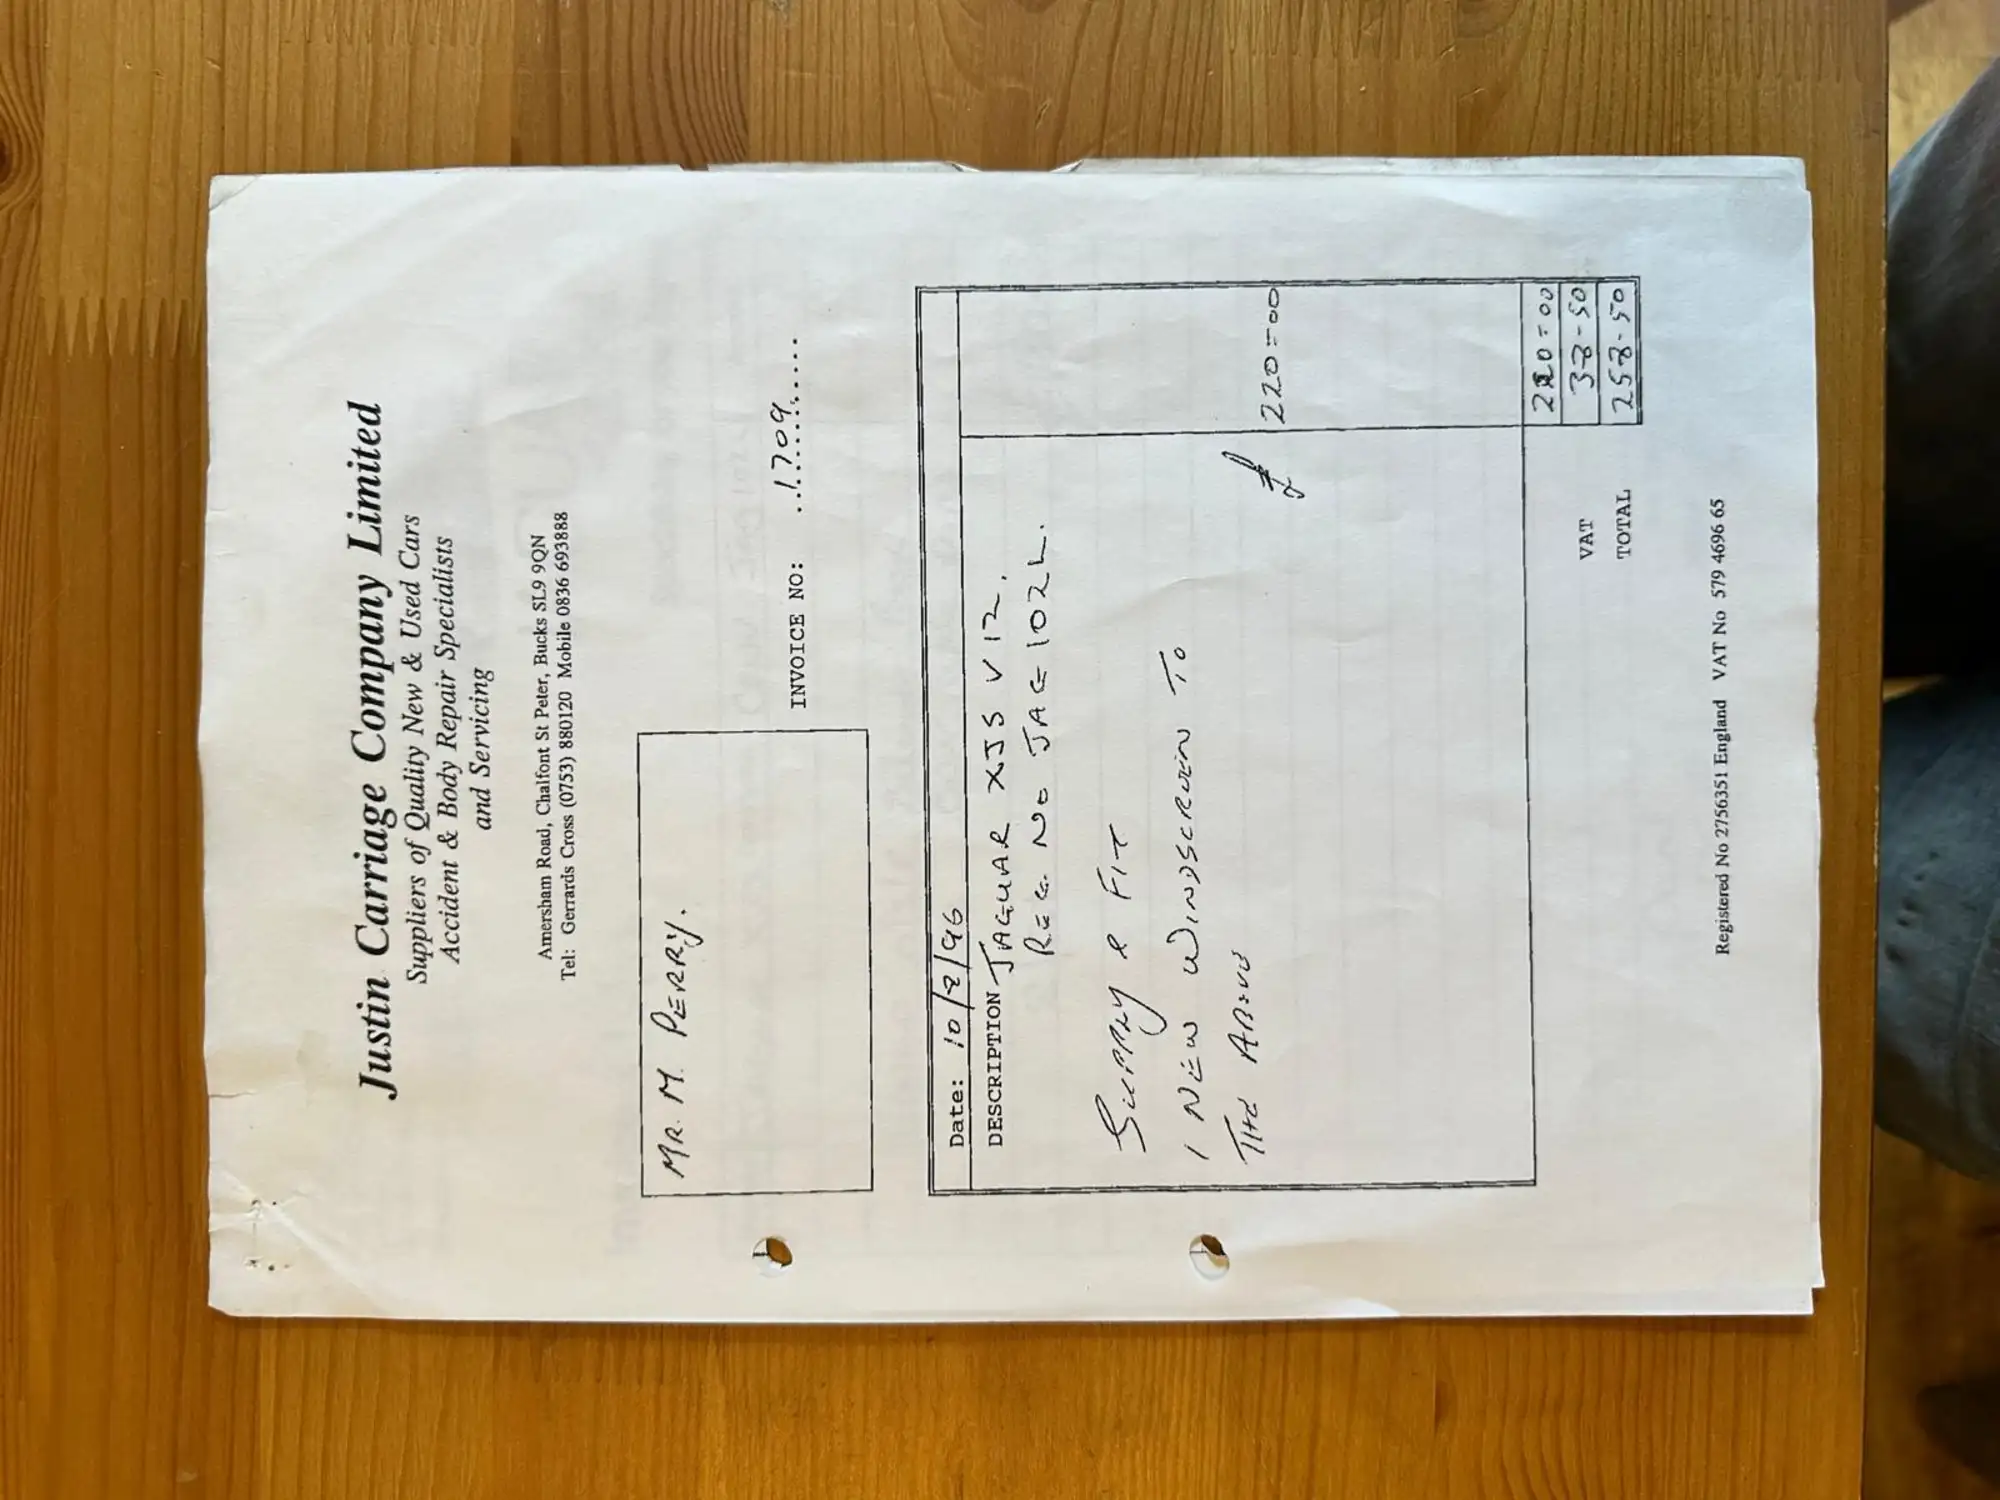 Justin Carriage Company Limited
Suppliers of Quality New & Used Cars
Accident & Body Repair Specialists
and Servicing
Amersham Road, Chalfont St Peter, Bucks SL9 9QN
Tel: Gerrards Cross (0753) 880120 Mobile 0836 693888
MR. M. PERRY.
INVOICE NO: 1709
Date: 10/2/96
DESCRIPTION JAGUAR XJS V12.
REG NO JAG 102L.
SUPPLY & FIT
1 NEW WINDSCREEN TO
THE ABOVE
£ 220=00
220=00
VAT 38-50
TOTAL 258-50
Registered No 2756351 England VAT No 579 4696 65